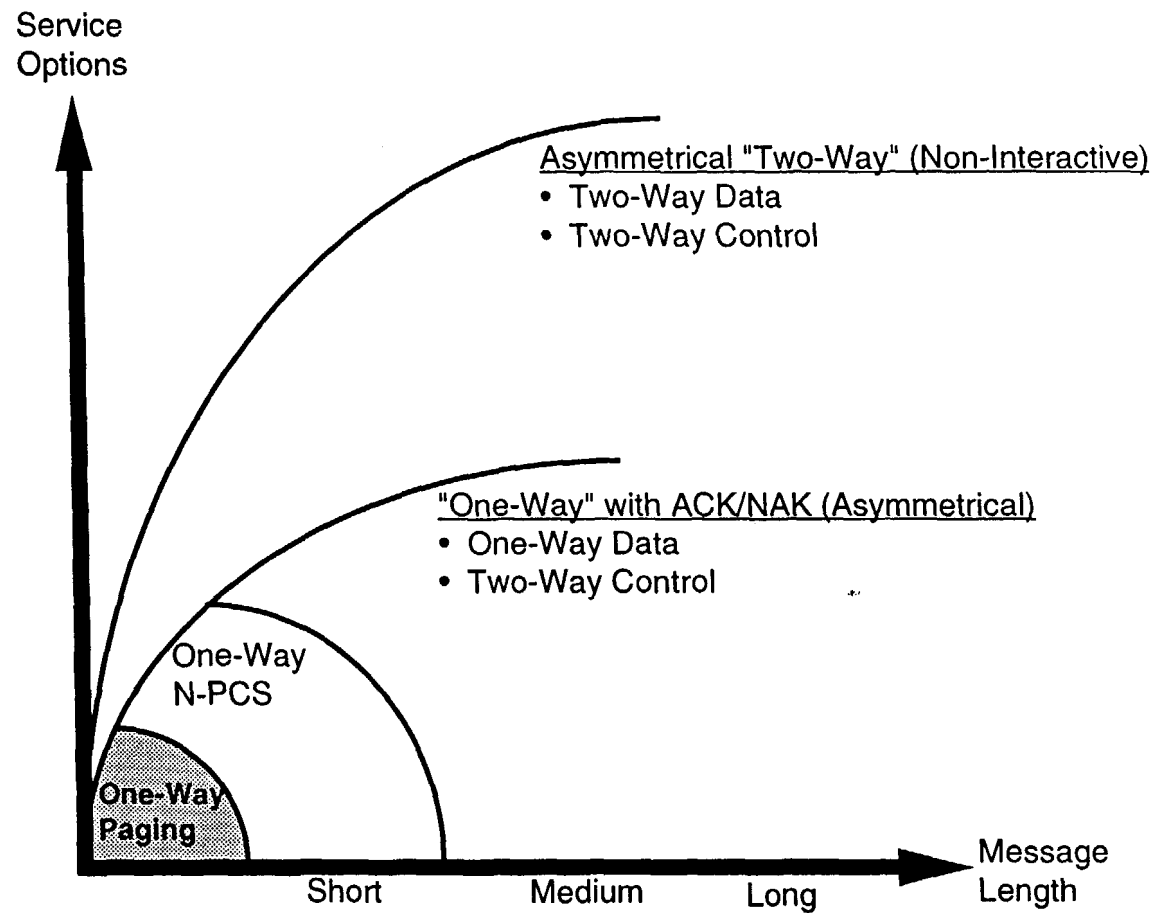 Service
Options
Asymmetrical "Two-Way" (Non-Interactive)
• Two-Way Data
• Two-Way Control
"One-Way" with ACK/NAK (Asymmetrical)
• One-Way Data
• Two-Way Control
One-Way
N-PCS
One-Way
Paging
Short
Medium
Long
Message
Length